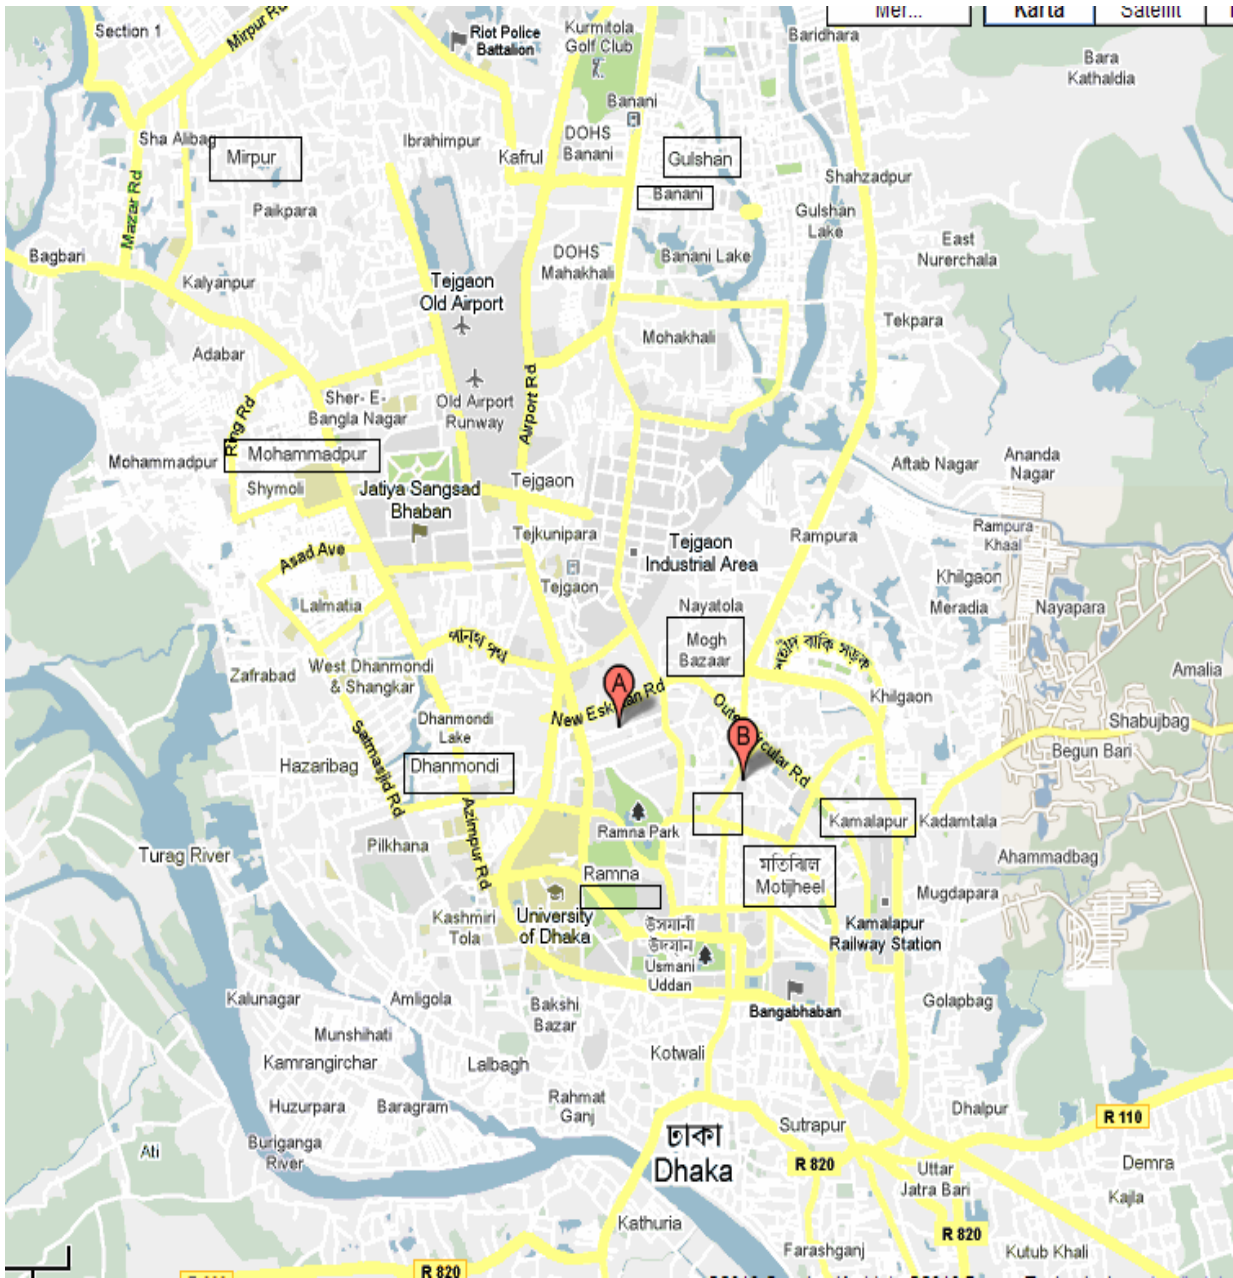 Mer...
Karta
Satellit
Section 1
Mirpur Rd
Riot Police
Battalion
Kurmitola
Golf Club
Baridhara
Bara
Kathaldia
Banani
Sha Alibag
Mirpur
Ibrahimpur
Kafrul
DOHS
Banani
Gulshan
Banani
Shahzadpur
Mazar Rd
Paikpara
Gulshan
Lake
Bagbari
DOHS
Mahakhali
Banani Lake
East
Nurerchala
Kalyanpur
Tejgaon
Old Airport
Tekpara
Mohakhali
Adabar
Sher- E-
Bangla Nagar
Old Airport
Runway
Airport Rd
Ring Rd
Mohammadpur
Mohammadpur
Aftab Nagar
Ananda
Nagar
Shymoli
Jatiya Sangsad
Bhaban
Tejgaon
Tejkunipara
Tejgaon
Industrial Area
Rampura
Rampura-
Khaal
Asad Ave
Tejgaon
Khilgaon
Lalmatia
Nayatola
Meradia
Nayapara
Mogh
Bazaar
Zafrabad
West Dhanmondi
& Shangkar
Khilgaon
Amalia
A
New Eskatan Rd
Outer Circular Rd
B
Dhanmondi
Lake
Shabujbag
Begun Bari
Satmasjid Rd
Hazaribag
Dhanmondi
Azimpur Rd
Ramna Park
Kamalapur
Kadamtala
Pilkhana
Turag River
Ramna
মতিঝিল
Motijheel
Ahammadbag
Mugdapara
Kashmiri
Tola
University
of Dhaka
উসমানী
উদ্যান
Usmani
Uddan
Kamalapur
Railway Station
Kalunagar
Amligola
Bakshi
Bazar
Bangabhaban
Golapbag
Munshihati
Kamrangirchar
Lalbagh
Kotwali
Huzurpara
Baragram
Rahmat
Ganj
Dhalpur
R 110
Buriganga
River
Ati
ঢাকা
Dhaka
Sutrapur
R 820
Uttar
Jatra Bari
Demra
Kajla
Kathuria
R 820
Farashganj
Kutub Khali
R 820